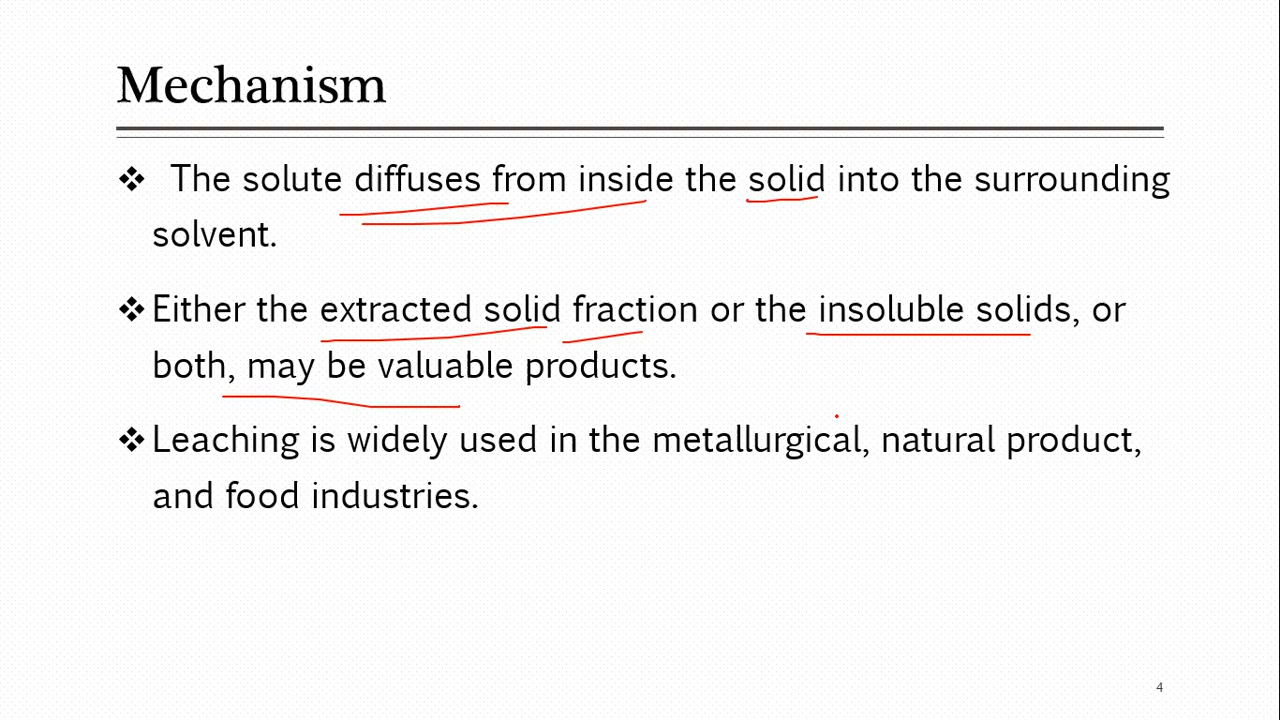 Mechanism
❖ The solute diffuses from inside the solid into the surrounding
solvent.
❖ Either the extracted solid fraction or the insoluble solids, or
both, may be valuable products.
❖ Leaching is widely used in the metallurgical, natural product,
and food industries.
4